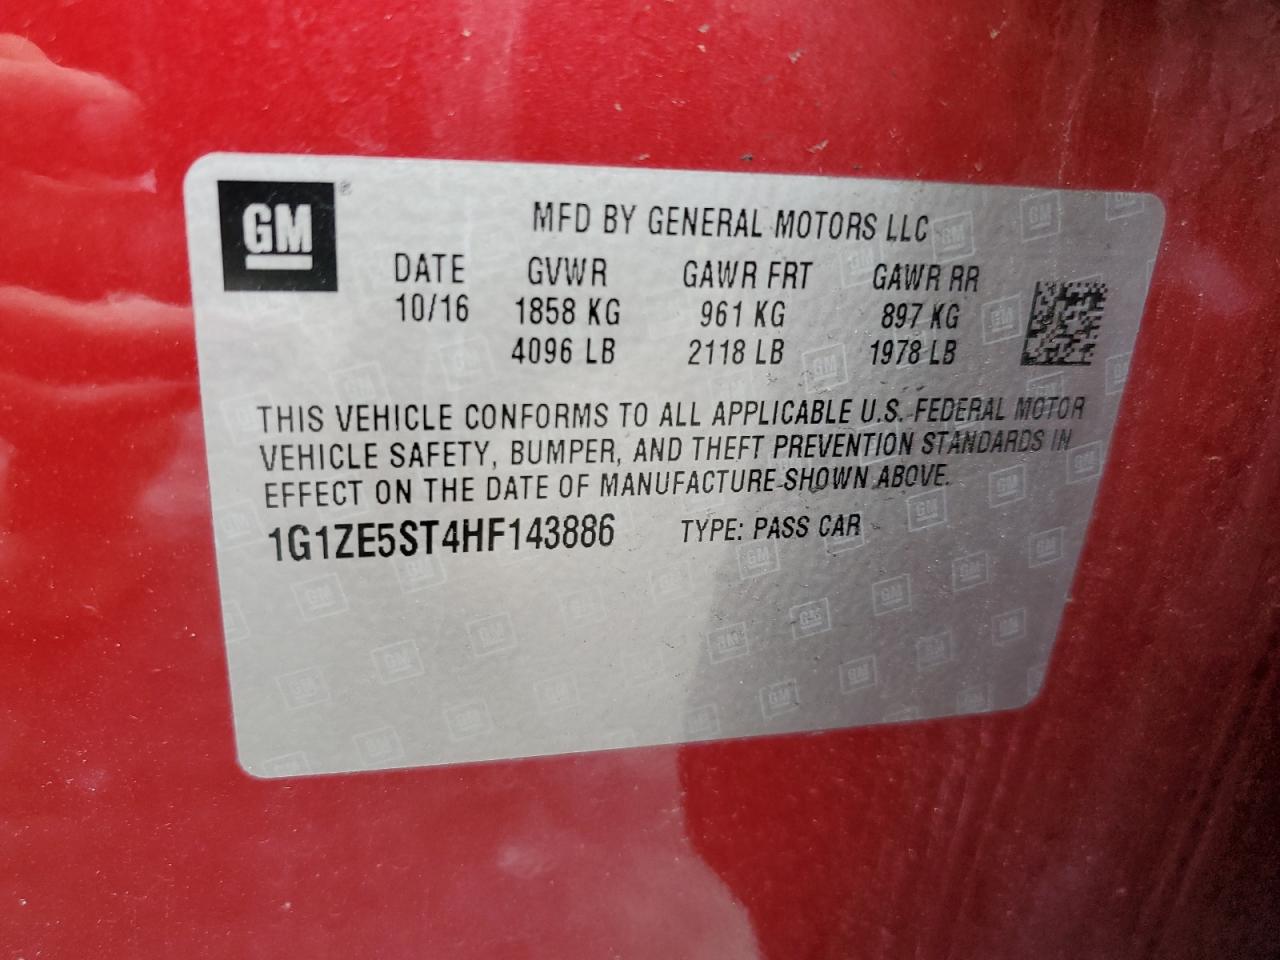 GM®
MFD BY GENERAL MOTORS LLC
DATE GVWR GAWR FRT GAWR RR
10/16 1858 KG 961 KG 897 KG
4096 LB 2118 LB 1978 LB
THIS VEHICLE CONFORMS TO ALL APPLICABLE U.S. FEDERAL MOTOR
VEHICLE SAFETY, BUMPER, AND THEFT PREVENTION STANDARDS IN
EFFECT ON THE DATE OF MANUFACTURE SHOWN ABOVE.
1G1ZE5ST4HF143886 TYPE: PASS CAR